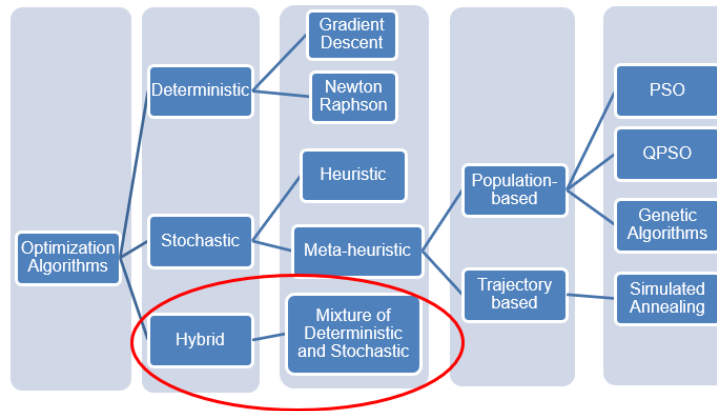 Optimization
Algorithms
Deterministic
Stochastic
Hybrid
Gradient
Descent
Newton
Raphson
Heuristic
Meta-heuristic
Mixture of
Deterministic
and Stochastic
Population-
based
Trajectory
based
PSO
QPSO
Genetic
Algorithms
Simulated
Annealing